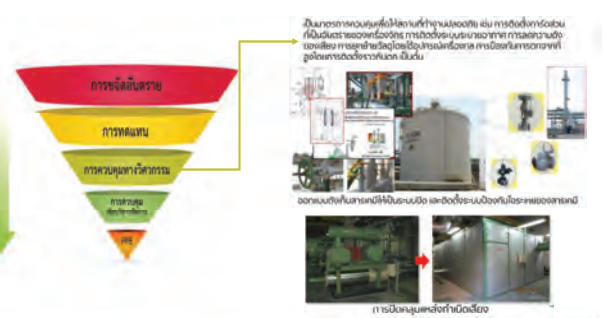 การขจัดอันตราย
การทดแทน
การควบคุมทางวิศวกรรม
การควบคุม
เชิงบริหารจัดการ
PPE
เป็นมาตรการควบคุมเพื่อให้สถานที่ทำงานปลอดภัย เช่น การติดตั้งการ์ดส่วน
ที่เป็นอันตรายของเครื่องจักร การติดตั้งระบบระบายอากาศ การลดความดัง
ของเสียง การยกย้ายวัสดุโดยใช้อุปกรณ์เครื่องกล การป้องกันการตกจากที่
สูงโดยการติดตั้งราวกันตก เป็นต้น
ออกแบบถังเก็บสารเคมีให้เป็นระบบปิด และติดตั้งระบบป้องกันไอระเหยของสารเคมี
การปิดคลุมแหล่งกำเนิดเสียง